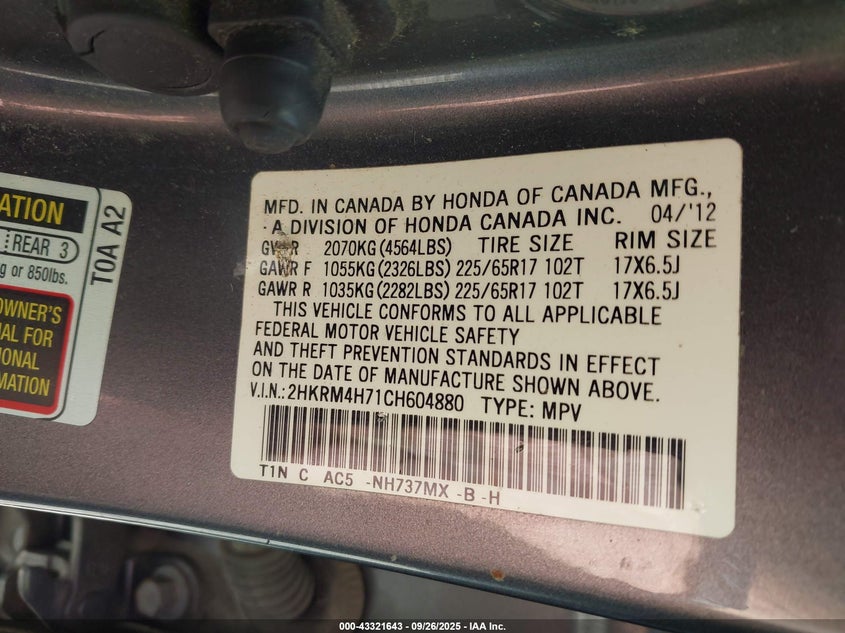 ATION
REAR 3
g or 850lbs.
OWNER'S
AL FOR
IONAL
MATION
T0A A2
MFD. IN CANADA BY HONDA OF CANADA MFG.,
A DIVISION OF HONDA CANADA INC. 04/'12
GVWR 2070KG(4564LBS) TIRE SIZE RIM SIZE
GAWR F 1055KG(2326LBS) 225/65R17 102T 17X6.5J
GAWR R 1035KG(2282LBS) 225/65R17 102T 17X6.5J
THIS VEHICLE CONFORMS TO ALL APPLICABLE
FEDERAL MOTOR VEHICLE SAFETY
AND THEFT PREVENTION STANDARDS IN EFFECT
ON THE DATE OF MANUFACTURE SHOWN ABOVE.
V.I.N.: 2HKRM4H71CH604880 TYPE: MPV
T1N C AC5 -NH737MX -B -H
000-43321643 / 09/26/2025 - IAA Inc.